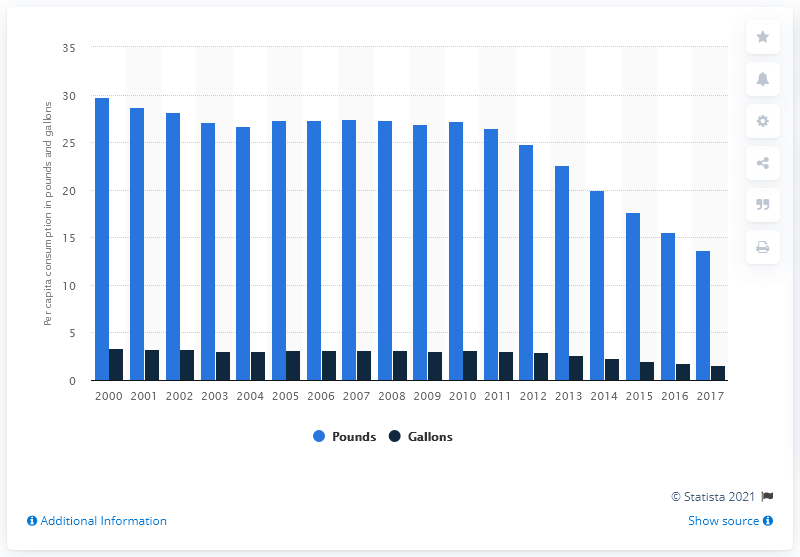 35
30
25
20
15
10
5
0
Per capita consumption in pounds and gallons
2000 2001 2002 2003 2004 2005 2006 2007 2008 2009 2010 2011 2012 2013 2014 2015 2016 2017
Pounds Gallons
© Statista 2021
Additional Information Show source